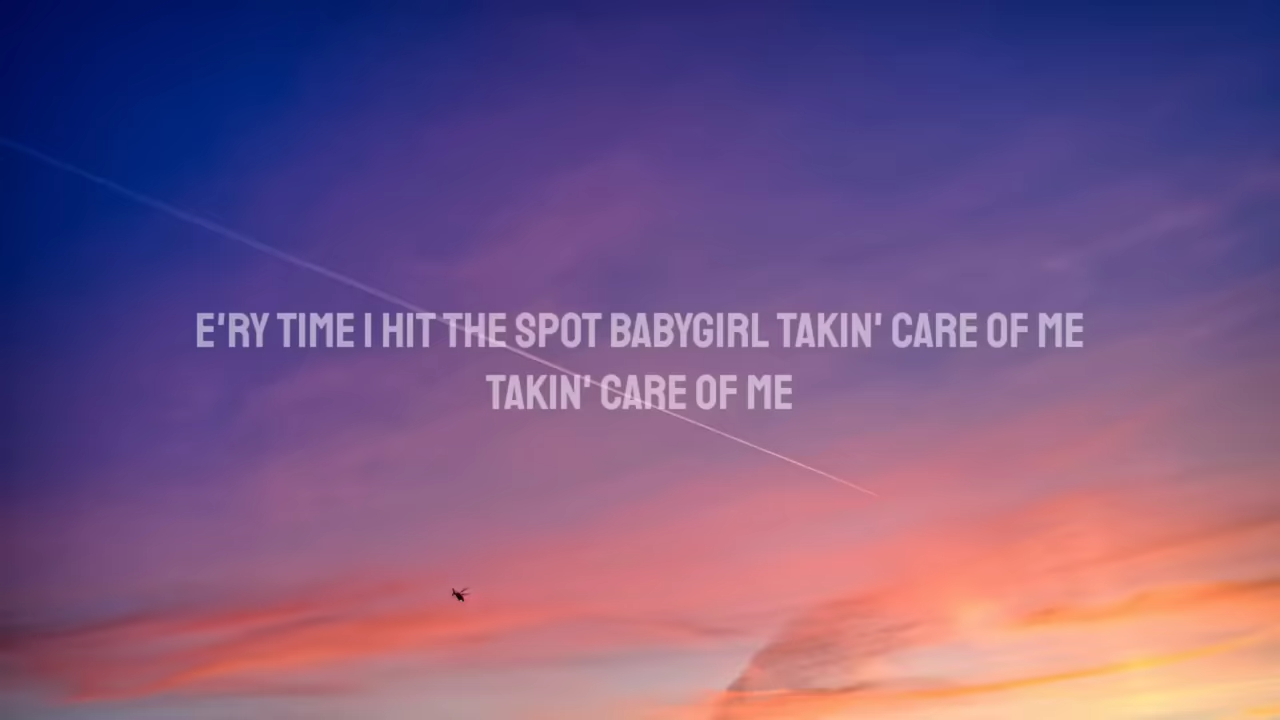 E'RY TIME I HIT THE SPOT BABYGIRL TAKIN' CARE OF ME
TAKIN' CARE OF ME